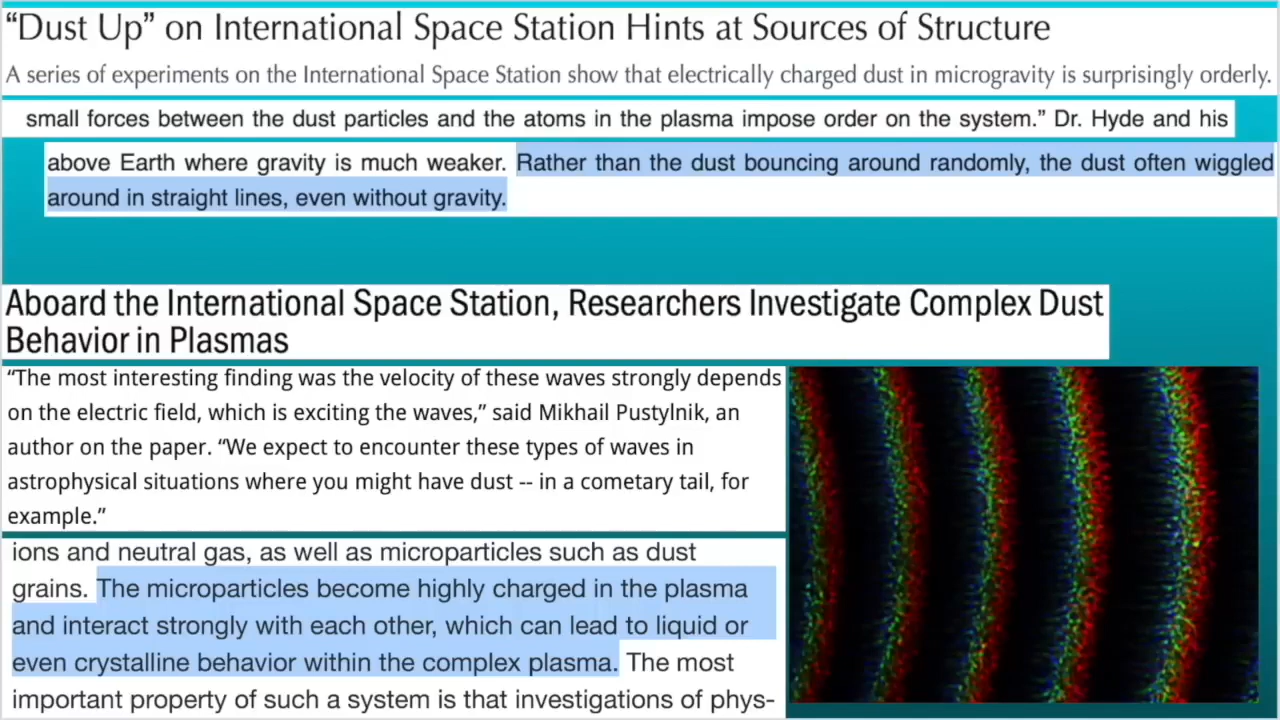 “Dust Up” on International Space Station Hints at Sources of Structure
A series of experiments on the International Space Station show that electrically charged dust in microgravity is surprisingly orderly.
small forces between the dust particles and the atoms in the plasma impose order on the system.” Dr. Hyde and his
above Earth where gravity is much weaker. Rather than the dust bouncing around randomly, the dust often wiggled
around in straight lines, even without gravity.
Aboard the International Space Station, Researchers Investigate Complex Dust
Behavior in Plasmas
“The most interesting finding was the velocity of these waves strongly depends
on the electric field, which is exciting the waves,” said Mikhail Pustylnik, an
author on the paper. “We expect to encounter these types of waves in
astrophysical situations where you might have dust -- in a cometary tail, for
example.”
ions and neutral gas, as well as microparticles such as dust
grains. The microparticles become highly charged in the plasma
and interact strongly with each other, which can lead to liquid or
even crystalline behavior within the complex plasma. The most
important property of such a system is that investigations of phys-